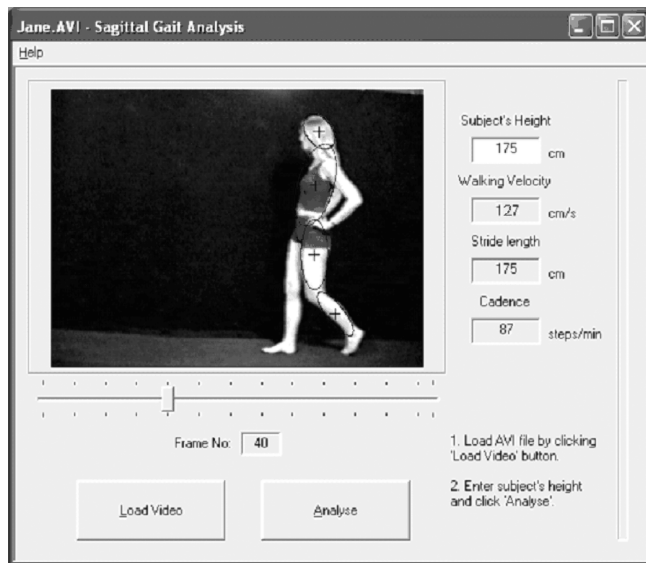 Jane.AVI - Sagittal Gait Analysis
Help
Subject's Height
175 cm
Walking Velocity
127 cm/s
Stride length
175 cm
Cadence
87 steps/min
Frame No: 40
1. Load AVI file by clicking
'Load Video' button.
2. Enter subject's height
and click 'Analyse'.
Load Video
Analyse